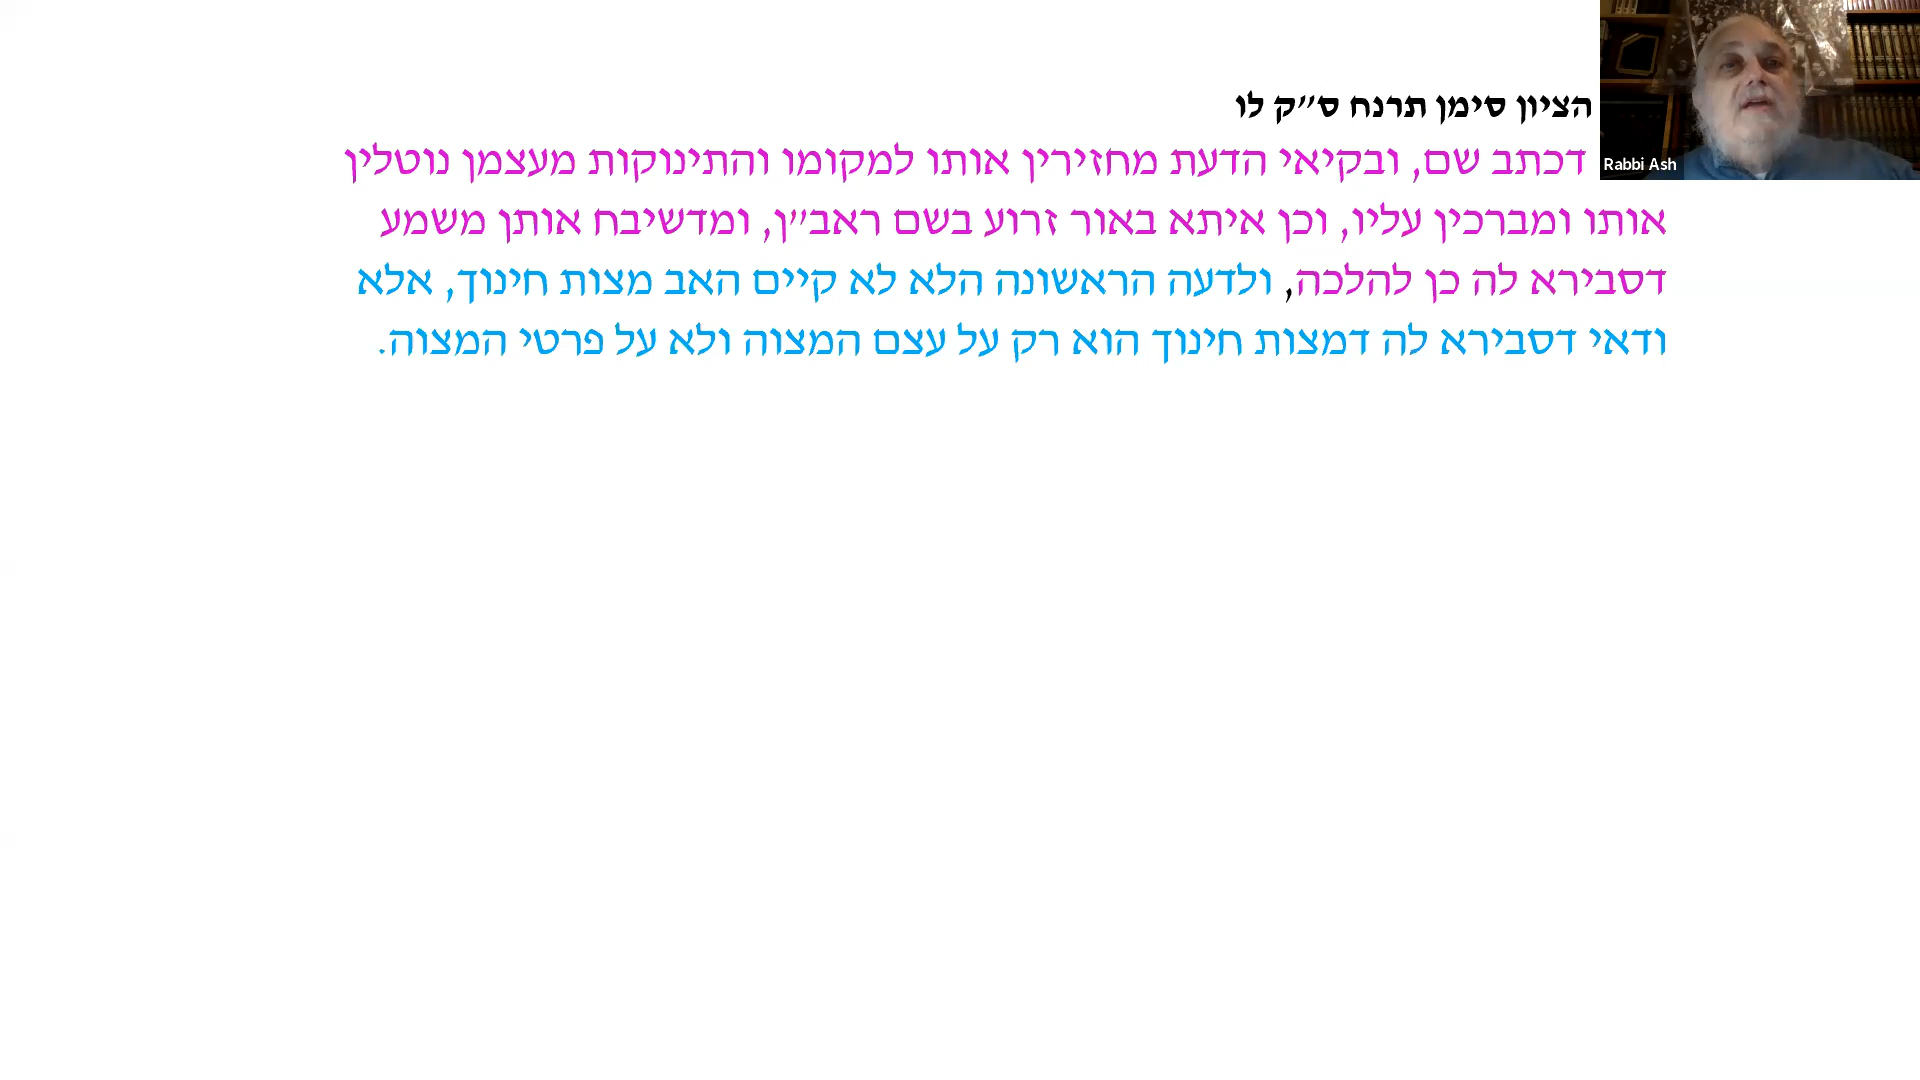 הציון סימן תרנח ס״ק לו
דכתב שם, ובקיאי הדעת מחזירין אותו למקומו והתינוקות מעצמן נוטלין
אותו ומברכין עליו, וכן איתא באור זרוע בשם ראב״ן, ומדשיבח אותן משמע
דסבירא לה כן להלכה, ולדעה הראשונה הלא לא קיים האב מצות חינוך, אלא
ודאי דסבירא לה דמצות חינוך הוא רק על עצם המצוה ולא על פרטי המצוה.
Rabbi Ash